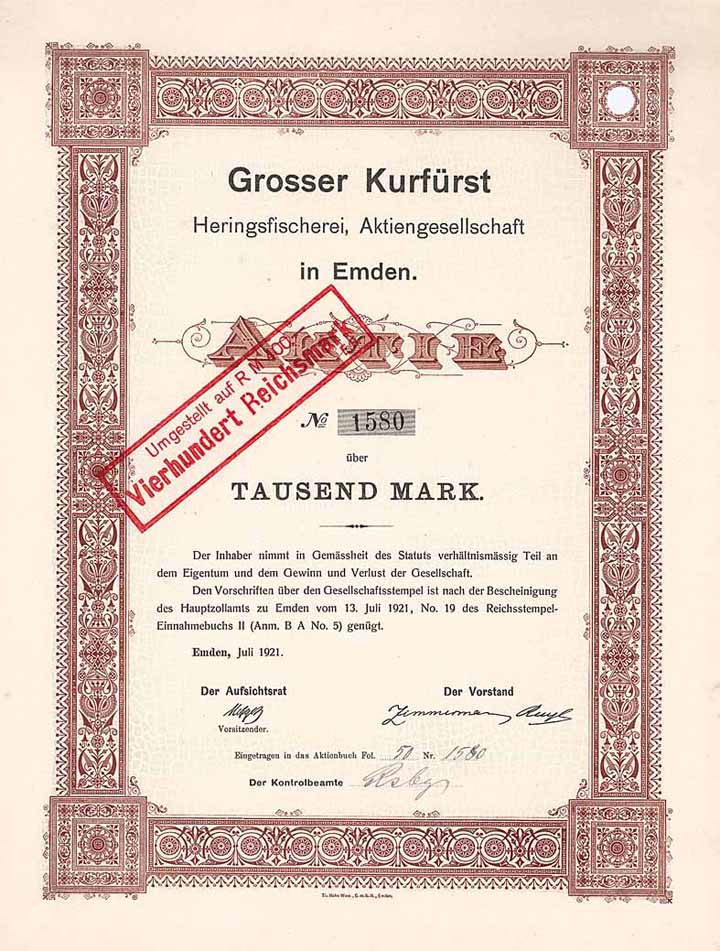 Grosser Kurfürst
Heringsfischerei, Aktiengesellschaft
in Emden.
AKTIE
Umgestellt auf R M 400.—
Vierhundert Reichsmark
No 1580
über
TAUSEND MARK.
Der Inhaber nimmt in Gemässheit des Statuts verhältnismässig Teil an
dem Eigentum und dem Gewinn und Verlust der Gesellschaft.
Den Vorschriften über den Gesellschaftsstempel ist nach der Bescheinigung
des Hauptzollamts zu Emden vom 13. Juli 1921, No. 19 des Reichsstempel-
Einnahmebuchs II (Anm. B A No. 5) genügt.
Emden, Juli 1921.
Der Aufsichtsrat Der Vorstand
Zimmermann
Vorsitzender.
Eingetragen in das Aktienbuch Fol. 50 Nr. 1580
Der Kontrolbeamte
G. m. b. H., Emden.